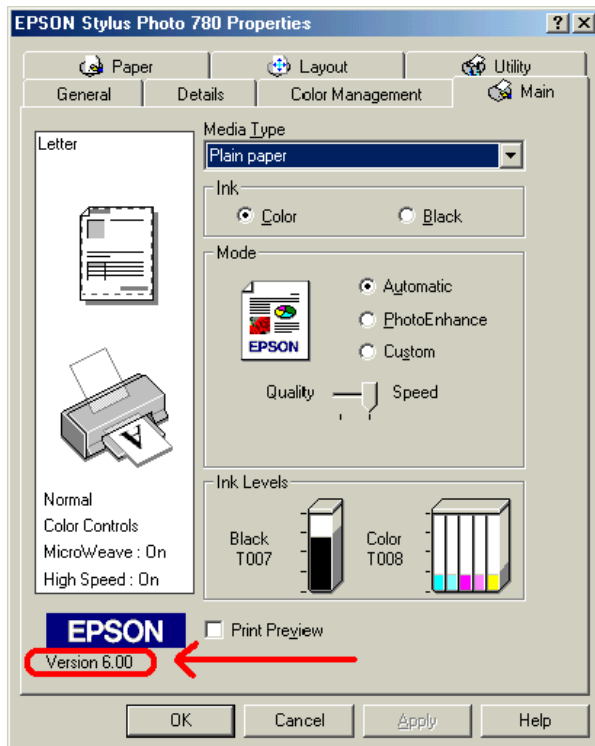 EPSON Stylus Photo 780 Properties
Paper
Layout
Utility
General
Details
Color Management
Main
Letter
Media Type
Plain paper
Ink
Color
Black
Mode
EPSON
Automatic
PhotoEnhance
Custom
Quality
Speed
A
Normal
Color Controls
MicroWeave : On
High Speed : On
Ink Levels
Black
T007
Color
T008
EPSON
Version 6.00
Print Preview
OK
Cancel
Apply
Help